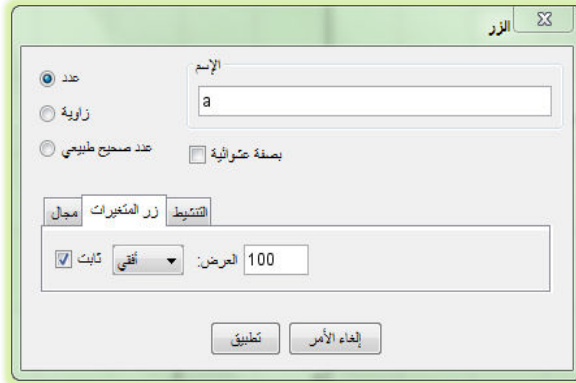 الزر
الإسم
a
عدد
زاوية
عدد صحيح طبيعي
بصفة عشوائية
مجال
زر المتغيرات
التنشيط
العرض: 100
أفقي
ثابت
إلغاء الأمر
تطبيق